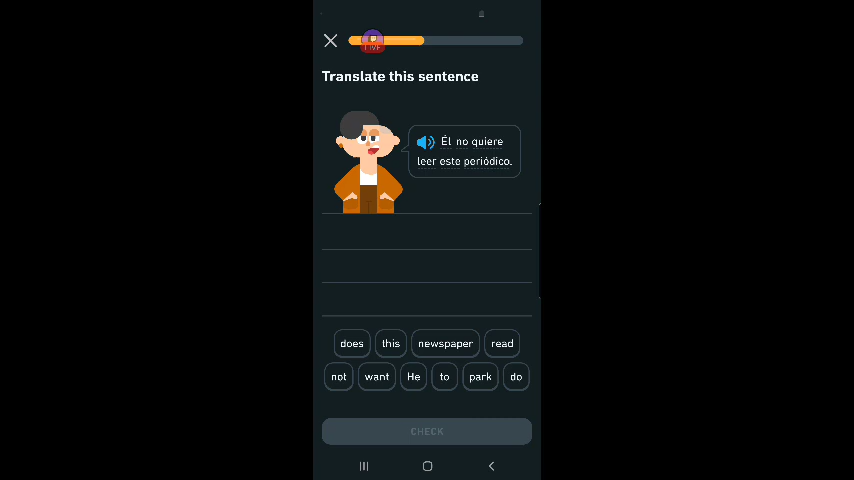 LIVE
Translate this sentence
Él no quiere
leer este periódico.
does this newspaper read
not want He to park do
CHECK